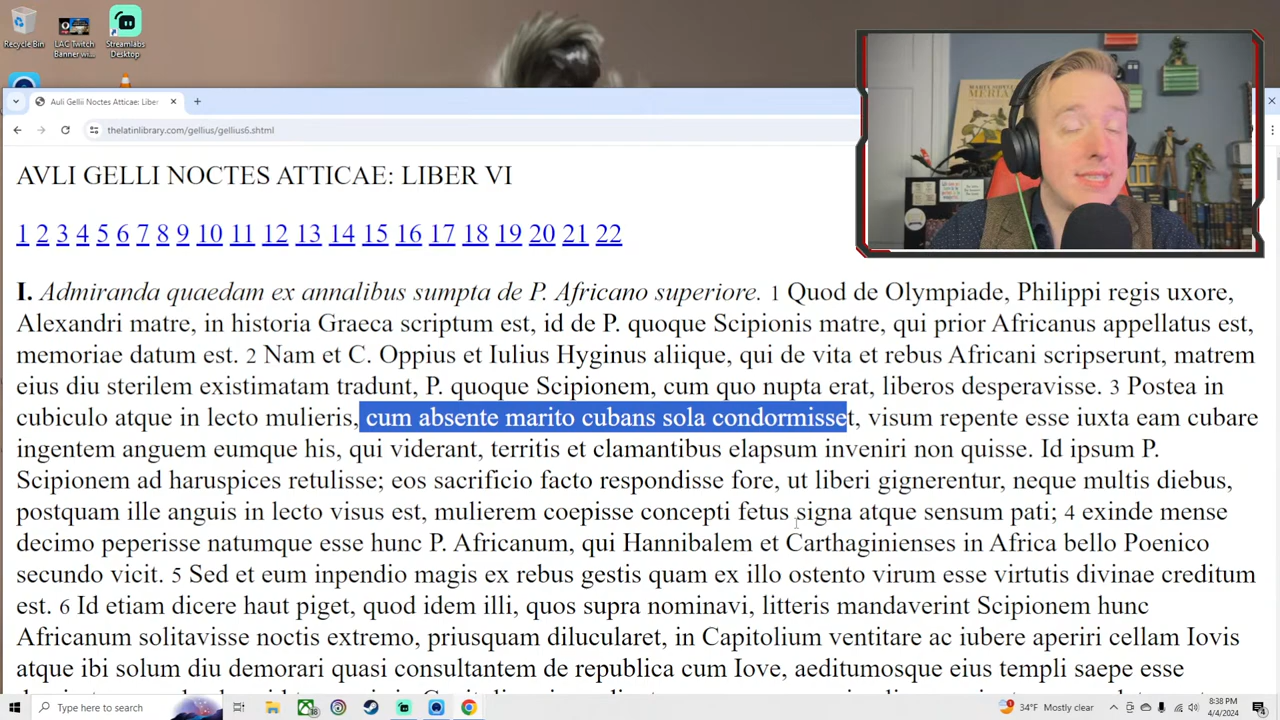 Recycle Bin
LAC Twitch
Banner wi...
Streamlabs
Desktop
Auli Gellii Noctes Atticae: Liber
thelatinlibrary.com/gellius/gellius6.shtml
AVLI GELLI NOCTES ATTICAE: LIBER VI
1 2 3 4 5 6 7 8 9 10 11 12 13 14 15 16 17 18 19 20 21 22
I. Admiranda quaedam ex annalibus sumpta de P. Africano superiore. 1 Quod de Olympiade, Philippi regis uxore,
Alexandri matre, in historia Graeca scriptum est, id de P. quoque Scipionis matre, qui prior Africanus appellatus est,
memoriae datum est. 2 Nam et C. Oppius et Iulius Hyginus aliique, qui de vita et rebus Africani scripserunt, matrem
eius diu sterilem existimatam tradunt, P. quoque Scipionem, cum quo nupta erat, liberos desperavisse. 3 Postea in
cubiculo atque in lecto mulieris, cum absente marito cubans sola condormisset, visum repente esse iuxta eam cubare
ingentem anguem eumque his, qui viderant, territis et clamantibus elapsum inveniri non quisse. Id ipsum P.
Scipionem ad haruspices retulisse; eos sacrificio facto respondisse fore, ut liberi gignerentur, neque multis diebus,
postquam ille anguis in lecto visus est, mulierem coepisse concepti fetus signa atque sensum pati; 4 exinde mense
decimo peperisse natumque esse hunc P. Africanum, qui Hannibalem et Carthaginienses in Africa bello Poenico
secundo vicit. 5 Sed et eum inpendio magis ex rebus gestis quam ex illo ostento virum esse virtutis divinae creditum
est. 6 Id etiam dicere haut piget, quod idem illi, quos supra nominavi, litteris mandaverint Scipionem hunc
Africanum solitavisse noctis extremo, priusquam dilucularet, in Capitolium ventitare ac iubere aperiri cellam Iovis
atque ibi solum diu demorari quasi consultantem de republica cum Iove, aeditumosque eius templi saepe esse
Type here to search
34°F Mostly clear
8:38 PM
4/4/2024